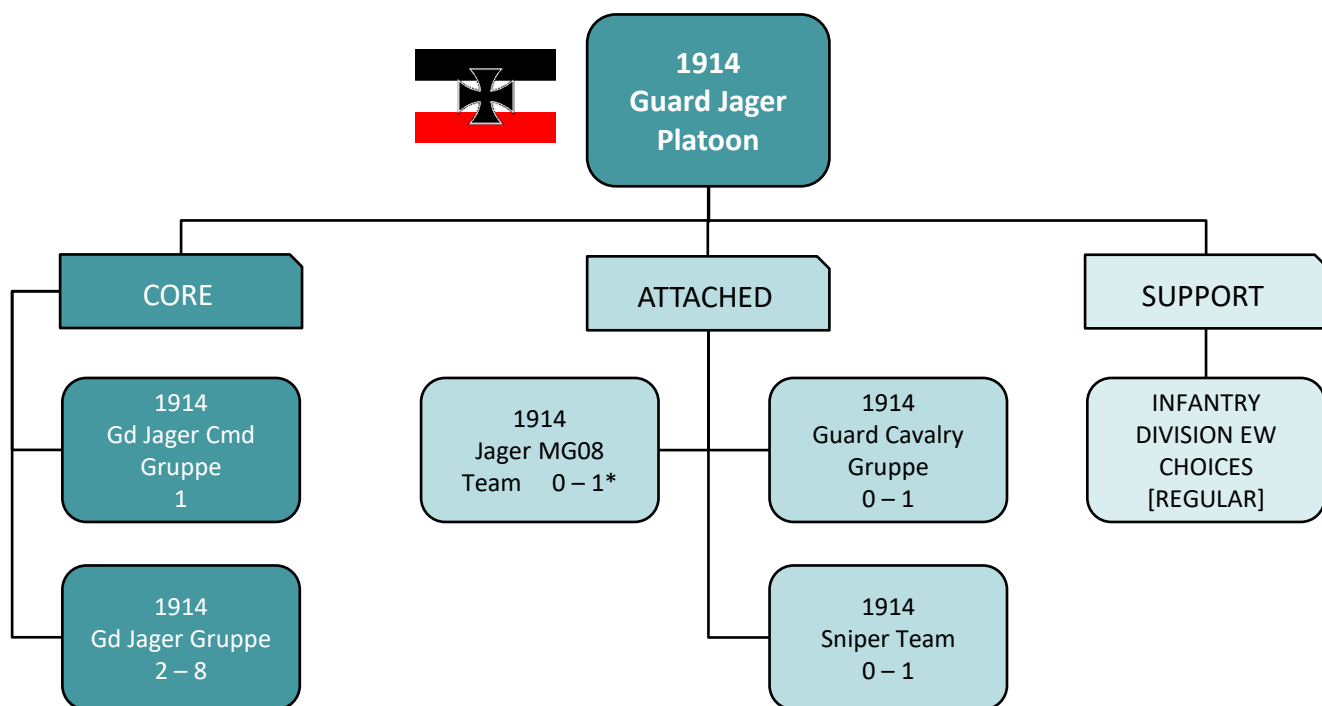 1914
Guard Jager
Platoon
CORE
ATTACHED
SUPPORT
1914
Gd Jager Cmd
Gruppe
1
1914
Jager MG08
Team 0 – 1*
1914
Guard Cavalry
Gruppe
0 – 1
INFANTRY
DIVISION EW
CHOICES
[REGULAR]
1914
Gd Jager Gruppe
2 – 8
1914
Sniper Team
0 – 1